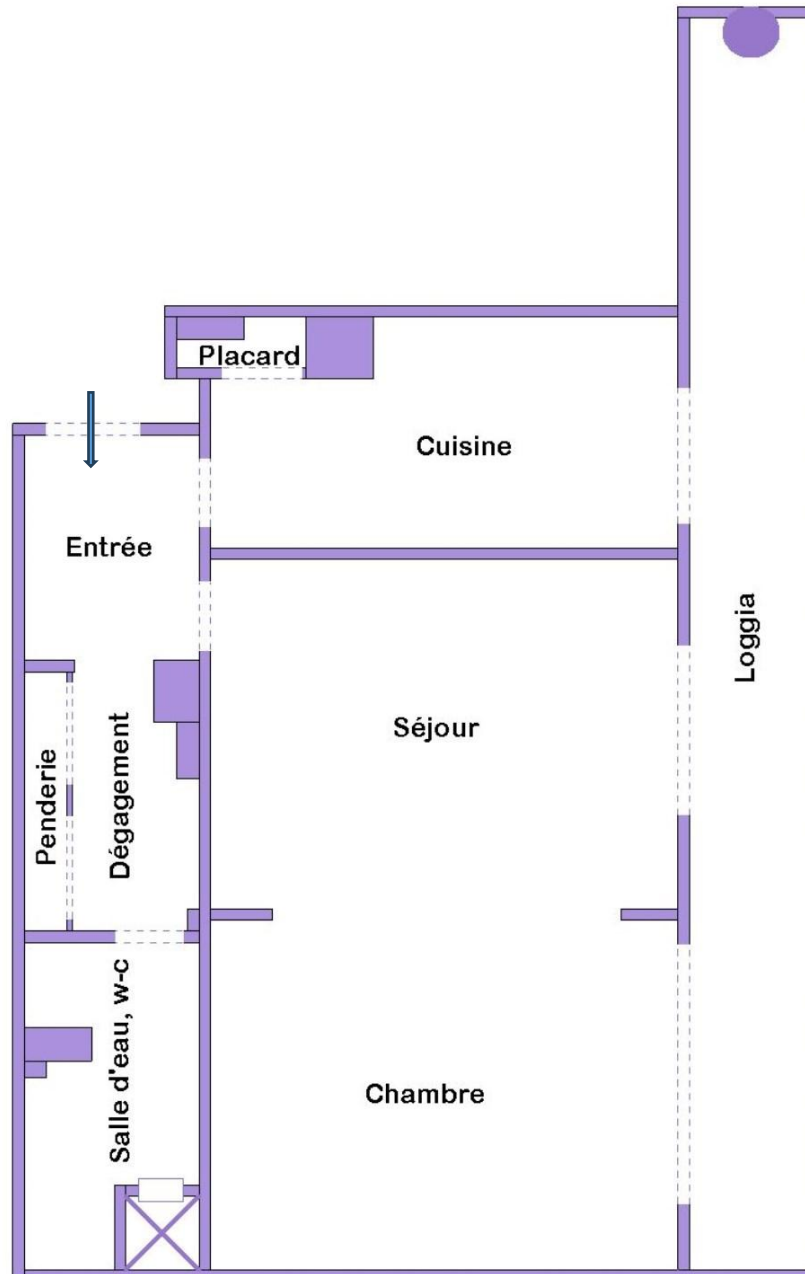 Placard
Cuisine
Entrée
Loggia
Séjour
Penderie
Dégagement
Salle d'eau, w-c
Chambre